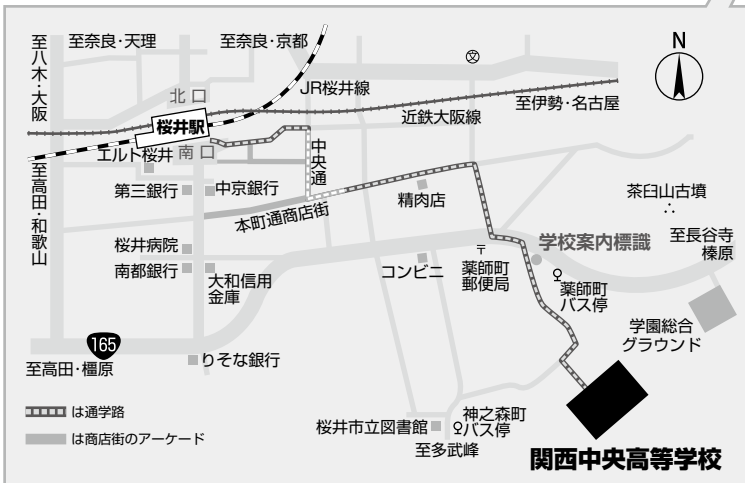 至八木・大阪
至奈良・天理
至奈良・京都
文
N
JR桜井線
北口
桜井駅
近鉄大阪線
至伊勢・名古屋
エルト桜井
南口
中央通
至高田・和歌山
第三銀行
中京銀行
本町通商店街
精肉店
茶臼山古墳
桜井病院
南都銀行
大和信用
金庫
コンビニ
〒
薬師町
郵便局
学校案内標識
薬師町
バス停
至長谷寺
榛原
学園総合
グラウンド
165
至高田・橿原
りそな銀行
は通学路
は商店街のアーケード
桜井市立図書館
神之森町
バス停
至多武峰
関西中央高等学校